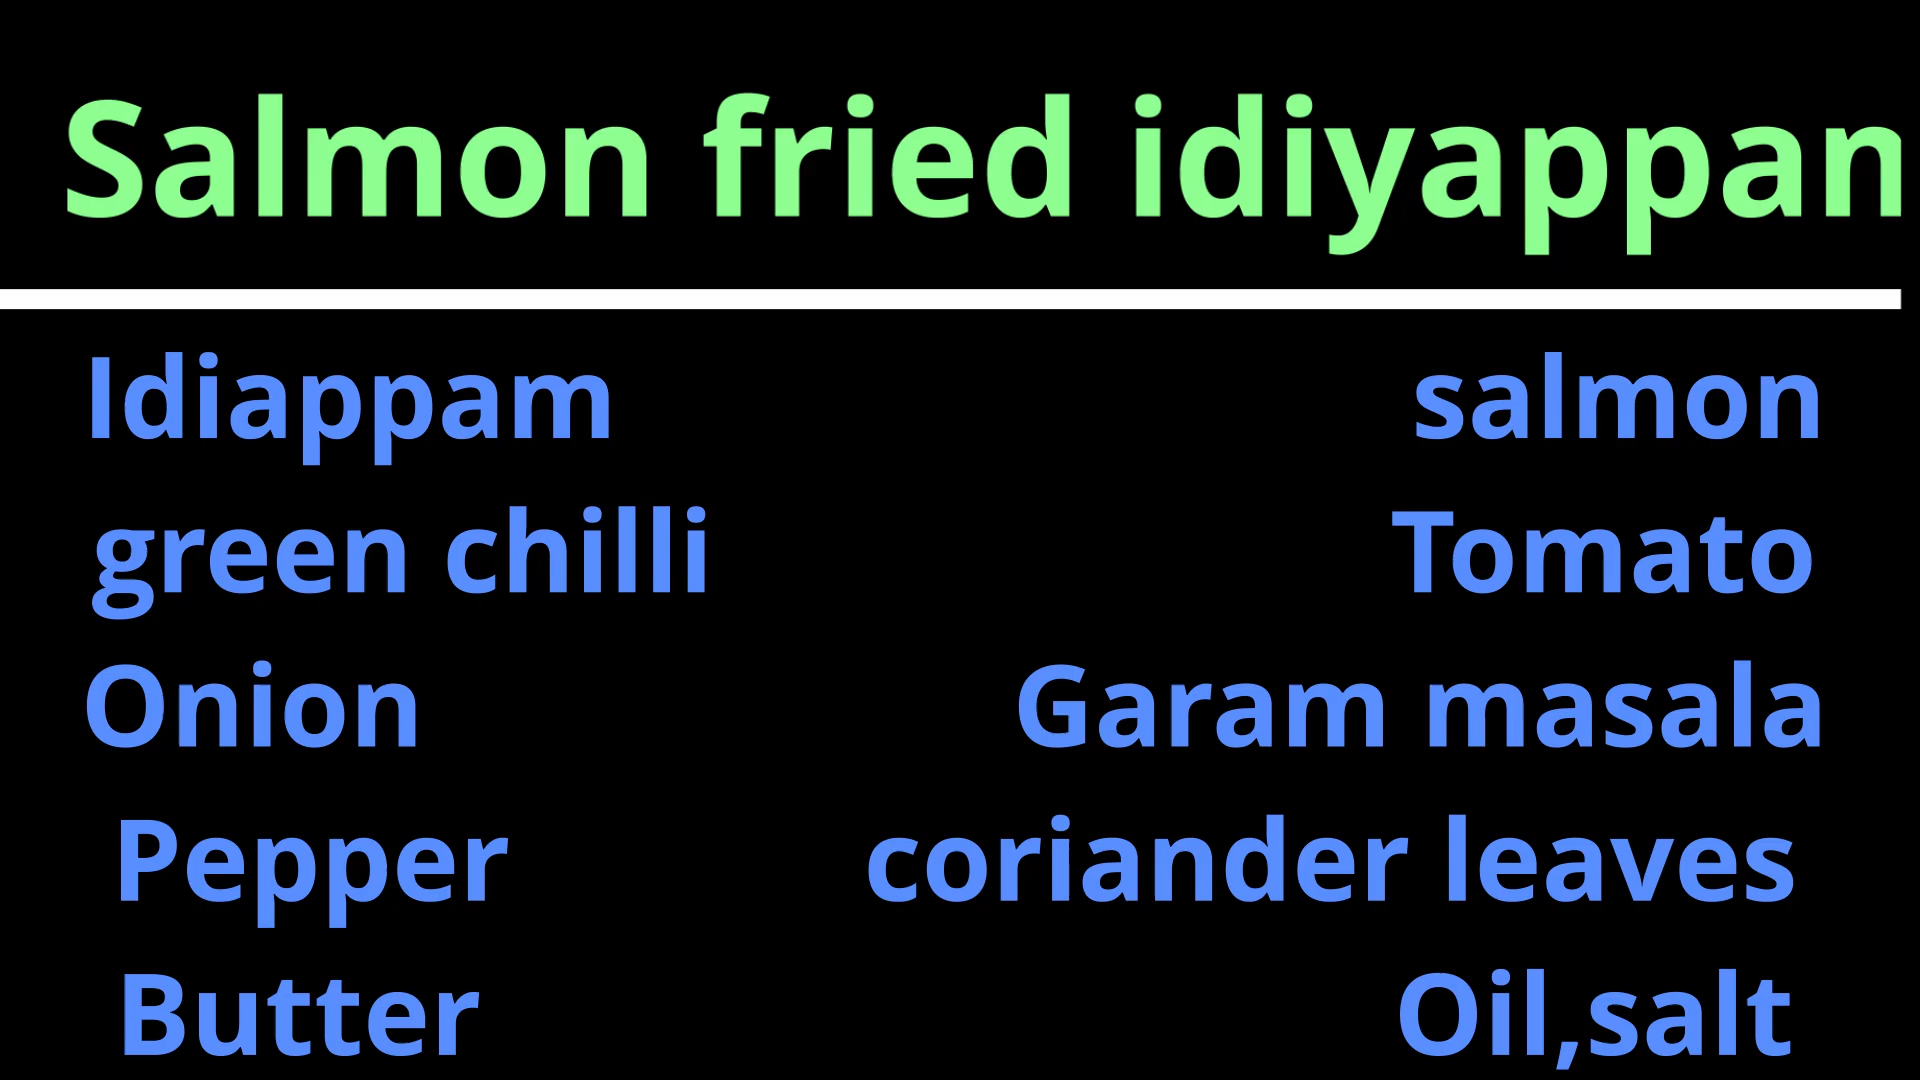 Salmon fried idiyappan
Idiappam salmon
green chilli Tomato
Onion Garam masala
Pepper coriander leaves
Butter Oil,salt